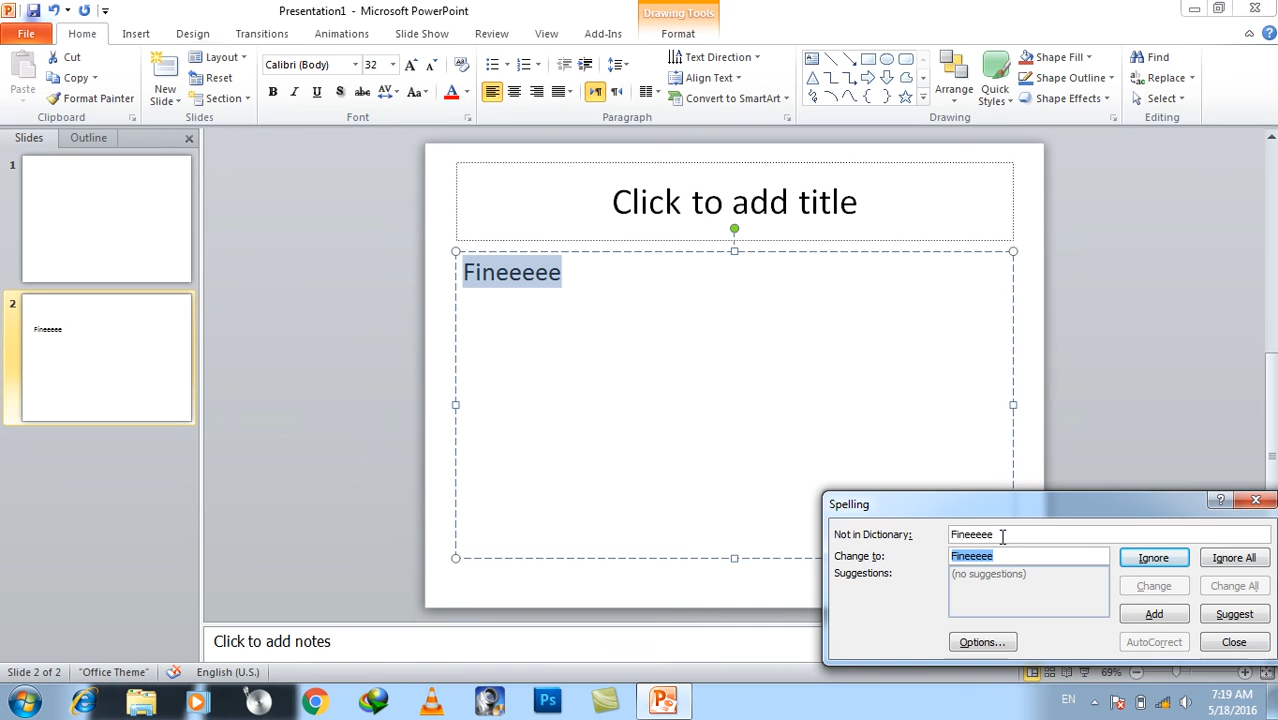 Presentation1 - Microsoft PowerPoint
Drawing Tools
File Home Insert Design Transitions Animations Slide Show Review View Add-Ins Format
Paste
Cut
Copy
Format Painter
Clipboard
New Slide
Layout
Reset
Section
Slides
Calibri (Body) 32
B I U S abc AV Aa A
Font
Text Direction
Align Text
Convert to SmartArt
Paragraph
Arrange
Quick Styles
Shape Fill
Shape Outline
Shape Effects
Drawing
Find
Replace
Select
Editing
Slides Outline
1
2
Fineeeee
Click to add title
Fineeeee
Spelling
Not in Dictionary: Fineeeee
Change to: Fineeeee
Ignore Ignore All
Suggestions: (no suggestions)
Change Change All
Add Suggest
Options... AutoCorrect Close
Click to add notes
Slide 2 of 2 "Office Theme" English (U.S.) 69%
Ps
EN
7:19 AM
5/18/2016